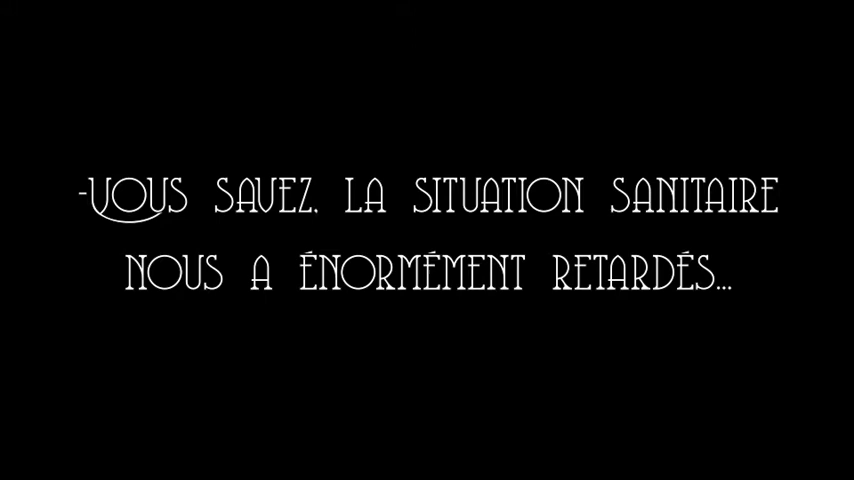 -Vous savez, la situation sanitaire
nous a énormément retardés...